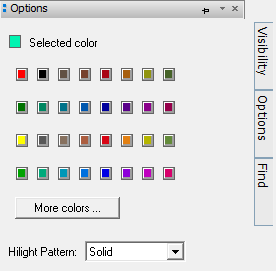 Options
Selected color
More colors ...
Hilight Pattern: Solid
Visibility
Options
Find